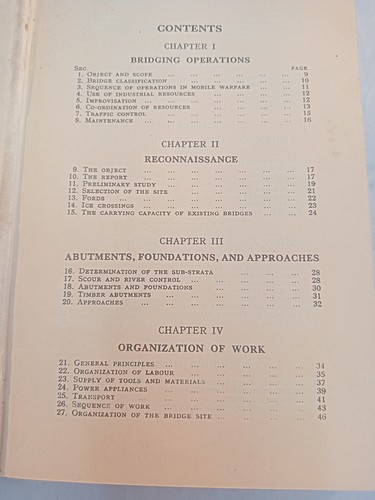 CONTENTS
CHAPTER I
BRIDGING OPERATIONS
SEC. PAGE
1. OBJECT AND SCOPE ... ... ... ... ... ... 9
2. BRIDGE CLASSIFICATION ... ... ... ... ... 10
3. SEQUENCE OF OPERATIONS IN MOBILE WARFARE ... ... 11
4. USE OF INDUSTRIAL RESOURCES ... ... ... ... 12
5. IMPROVISATION ... ... ... ... ... ... ... 12
6. CO-ORDINATION OF RESOURCES ... ... ... ... 13
7. TRAFFIC CONTROL ... ... ... ... ... ... 15
8. MAINTENANCE ... ... ... ... ... ... ... 16
CHAPTER II
RECONNAISSANCE
9. THE OBJECT ... ... ... ... ... ... ... 17
10. THE REPORT ... ... ... ... ... ... ... 17
11. PRELIMINARY STUDY ... ... ... ... ... ... 19
12. SELECTION OF THE SITE ... ... ... ... ... 21
13. FORDS ... ... ... ... ... ... ... ... 22
14. ICE CROSSINGS ... ... ... ... ... ... ... 23
15. THE CARRYING CAPACITY OF EXISTING BRIDGES ... ... 24
CHAPTER III
ABUTMENTS, FOUNDATIONS, AND APPROACHES
16. DETERMINATION OF THE SUB-STRATA ... ... ... ... 28
17. SCOUR AND RIVER CONTROL ... ... ... ... ... 28
18. ABUTMENTS AND FOUNDATIONS ... ... ... ... ... 30
19. TIMBER ABUTMENTS ... ... ... ... ... ... 31
20. APPROACHES ... ... ... ... ... ... ... 32
CHAPTER IV
ORGANIZATION OF WORK
21. GENERAL PRINCIPLES ... ... ... ... ... ... 34
22. ORGANIZATION OF LABOUR ... ... ... ... ... 35
23. SUPPLY OF TOOLS AND MATERIALS ... ... ... ... 37
24. POWER APPLIANCES ... ... ... ... ... ... 39
25. TRANSPORT ... ... ... ... ... ... ... 41
26. SEQUENCE OF WORK ... ... ... ... ... ... 43
27. ORGANIZATION OF THE BRIDGE SITE ... ... ... ... 46